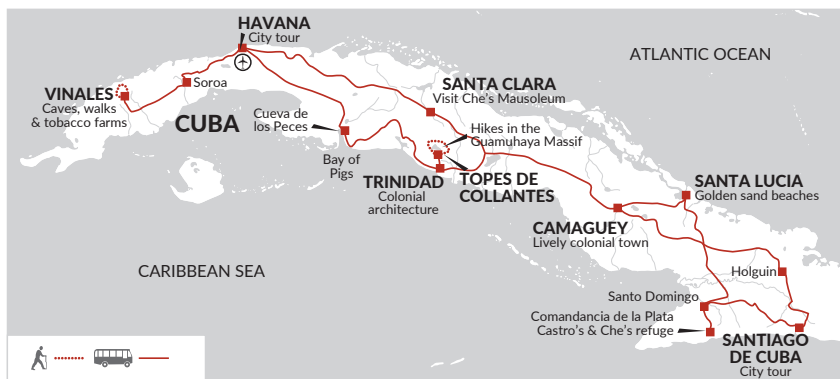 HAVANA
City tour
ATLANTIC OCEAN
VINALES
Caves, walks
& tobacco farms
Soroa
SANTA CLARA
Visit Che's Mausoleum
CUBA
Cueva de
los Peces
Hikes in the
Guamuhaya Massif
Bay of
Pigs
TRINIDAD
Colonial
architecture
TOPES DE
COLLANTES
SANTA LUCIA
Golden sand beaches
CAMAGUEY
Lively colonial town
CARIBBEAN SEA
Holguin
Santo Domingo
Comandancia de la Plata
Castro's & Che's refuge
SANTIAGO
DE CUBA
City tour